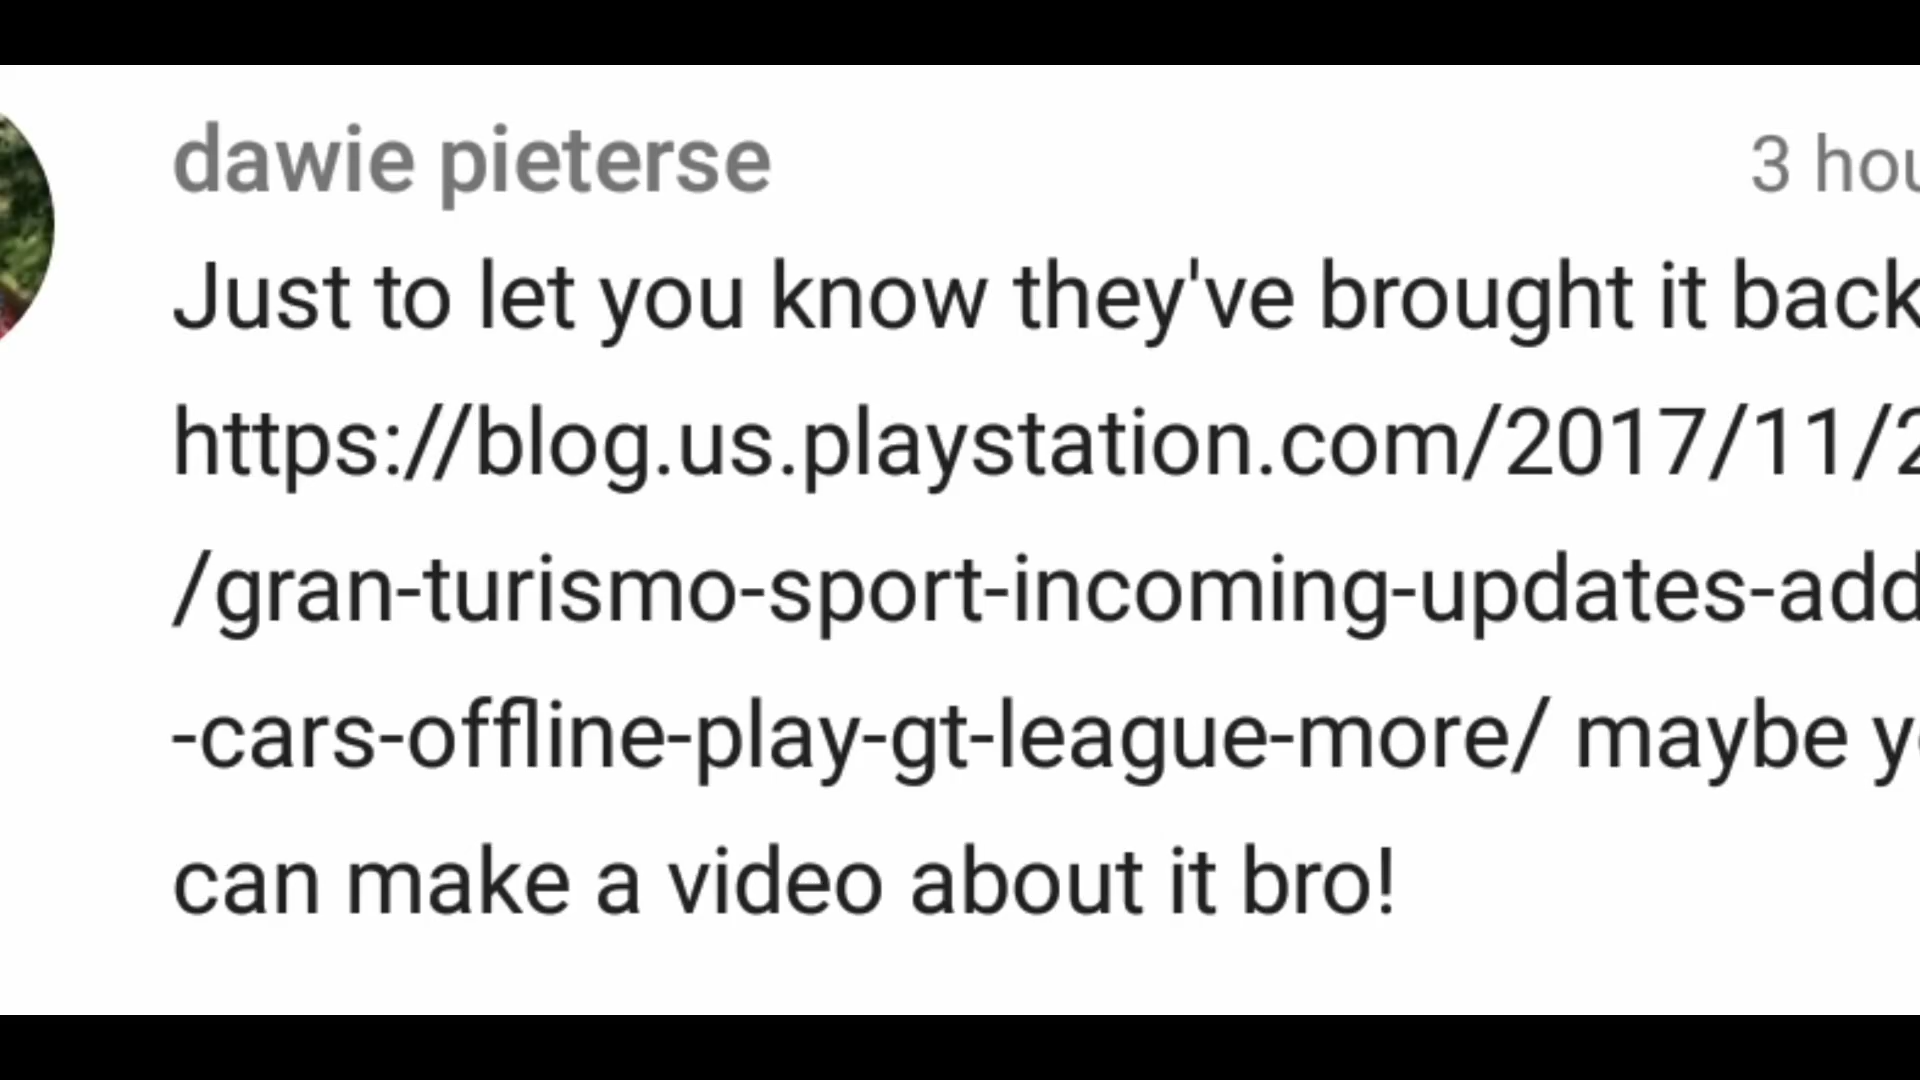 dawie pieterse 3
Just to let you know they've brought it back
https://blog.us.playstation.com/2017/11/2
/gran-turismo-sport-incoming-updates-add
-cars-offline-play-gt-league-more/ maybe
can make a video about it bro!